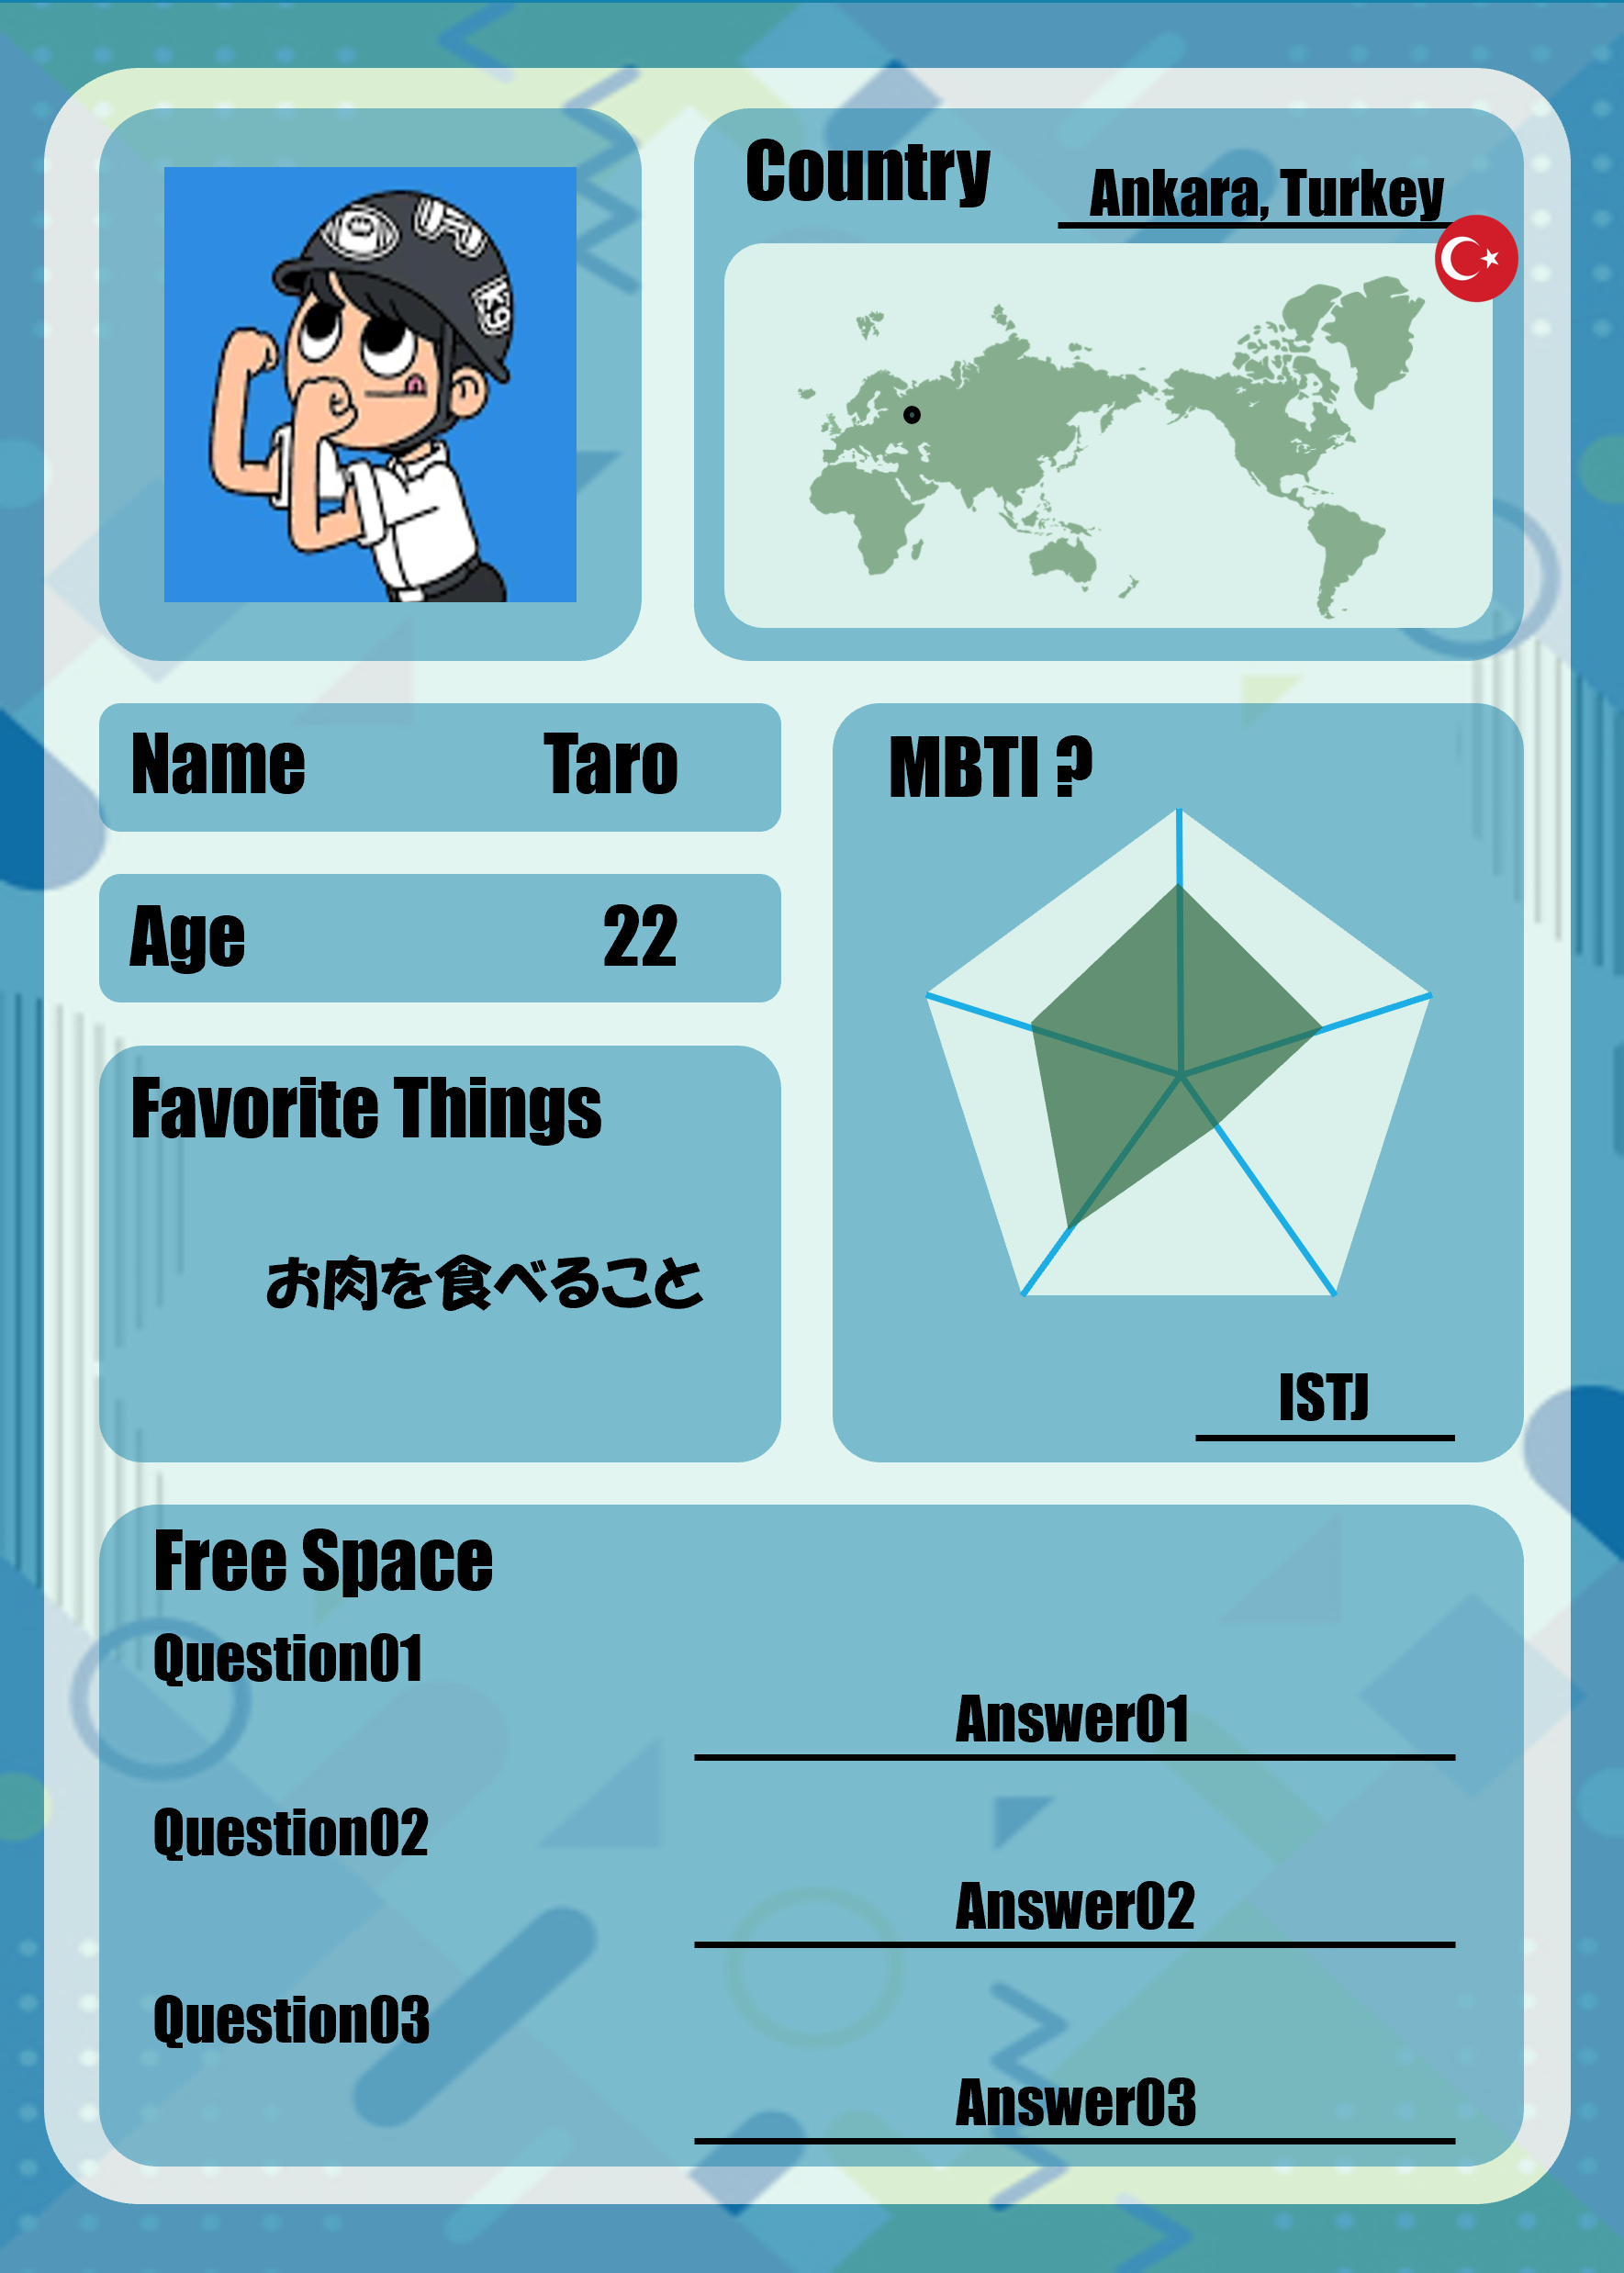 Country
Ankara, Turkey
K9
Name
Taro
MBTI ?
Age
22
Favorite Things
お肉を食べること
ISTJ
Free Space
Question01
Answer01
Question02
Answer02
Question03
Answer03